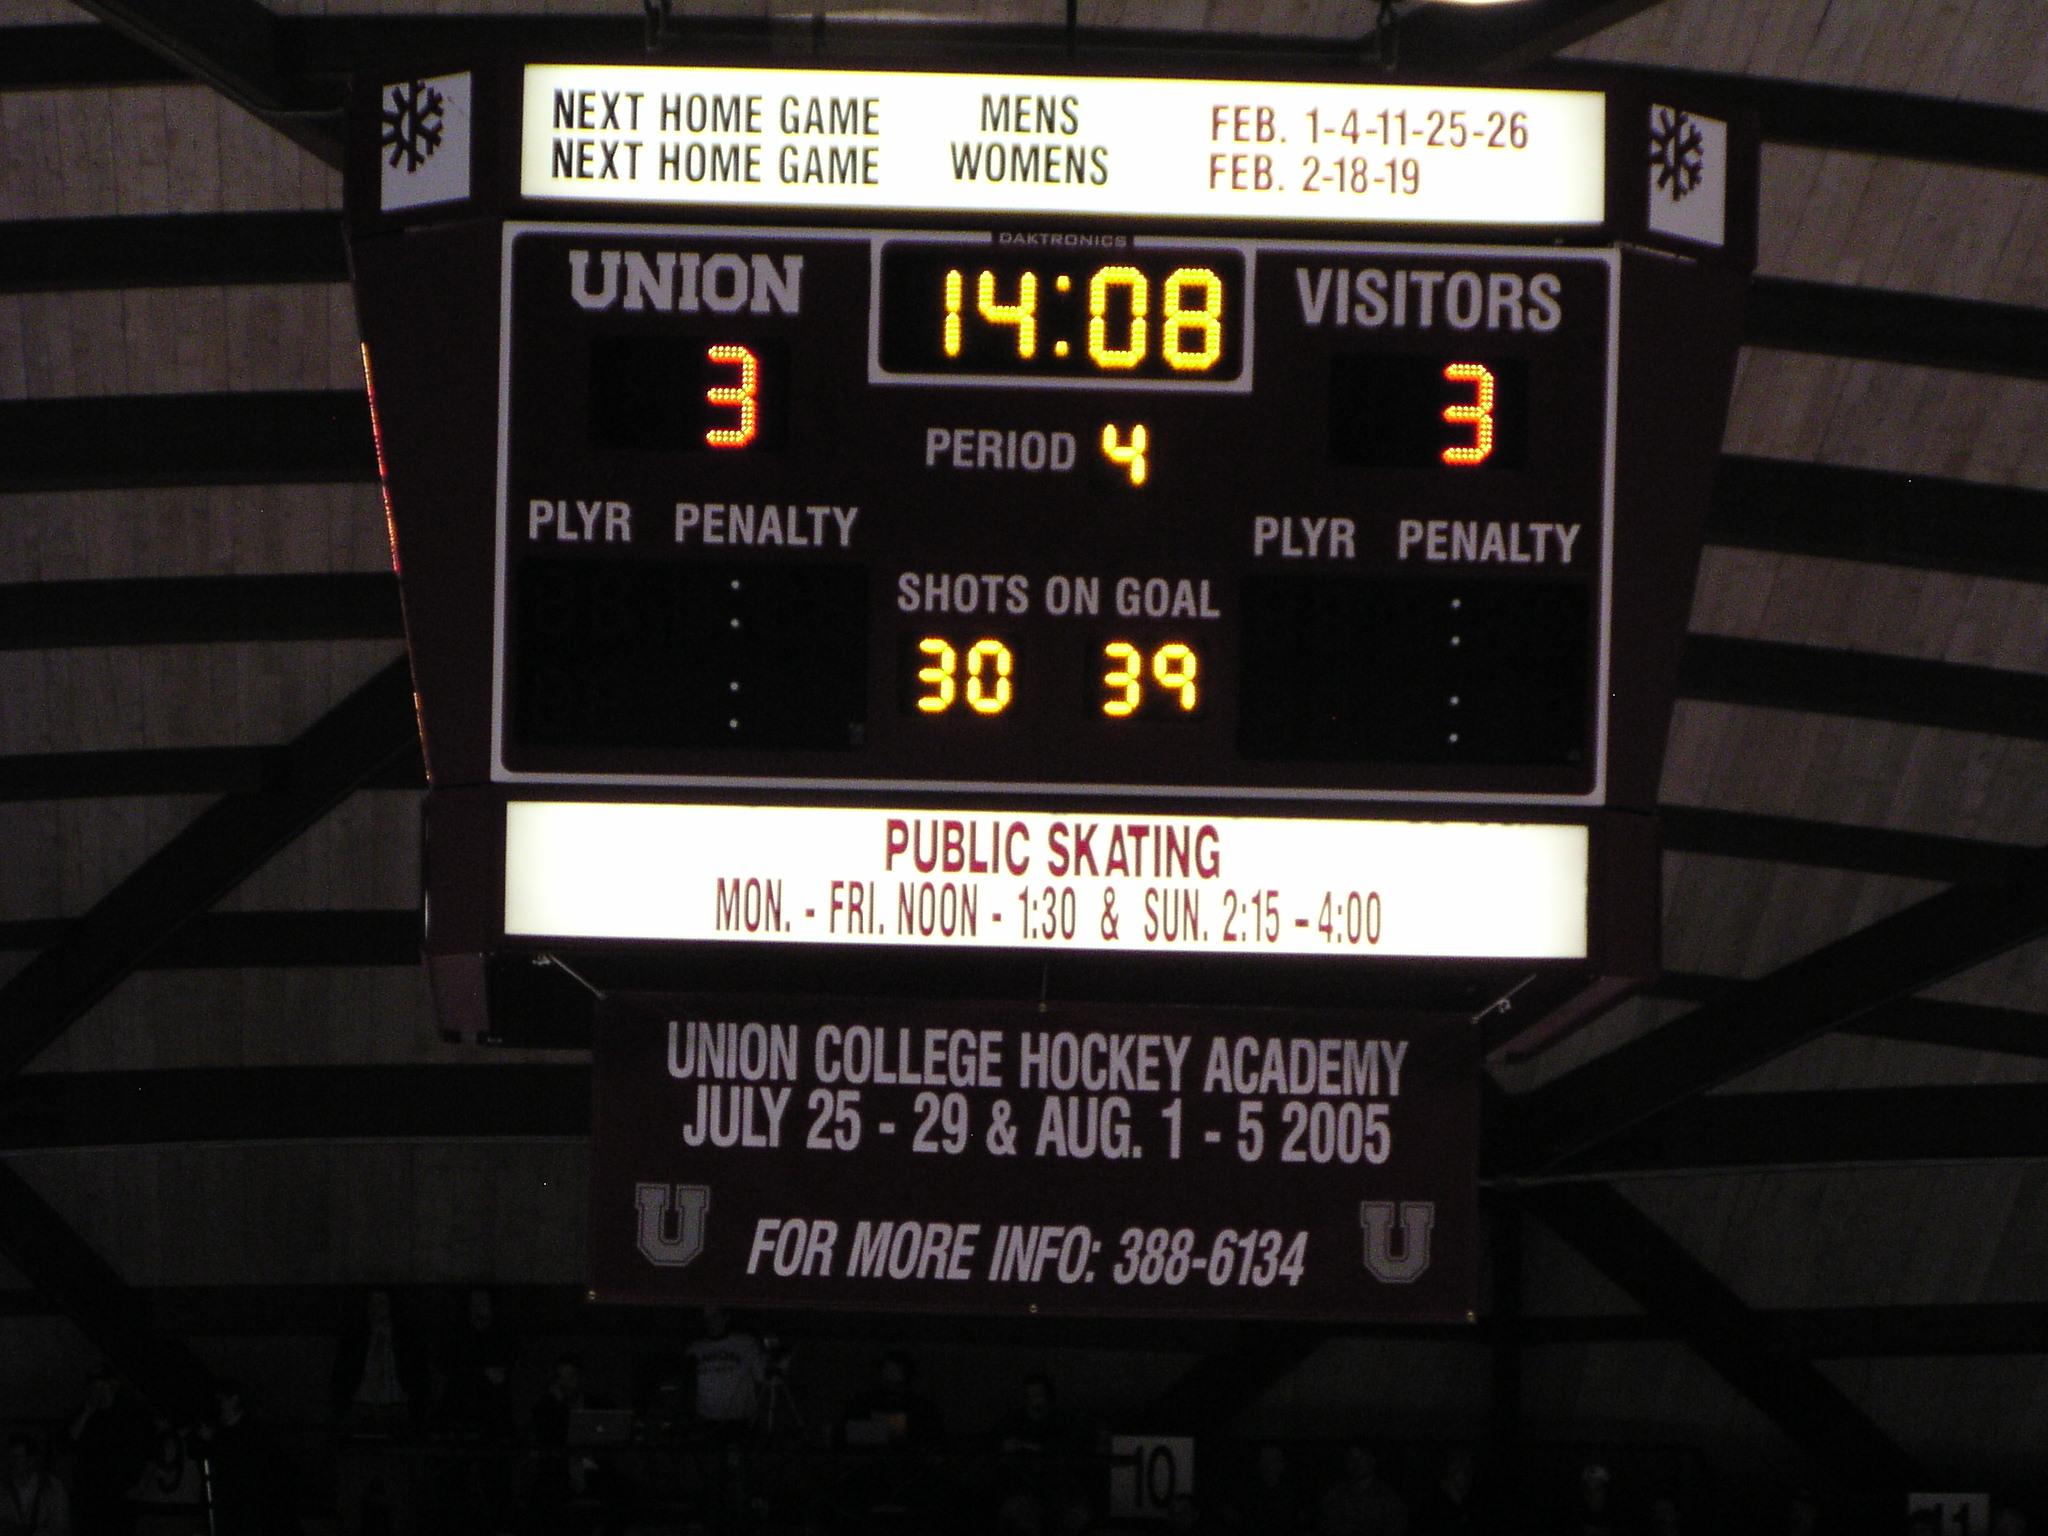 NEXT HOME GAME MENS FEB. 1-4-11-25-26
NEXT HOME GAME WOMENS FEB. 2-18-19
DAKTRONICS
UNION 14:08 VISITORS
3 3
PERIOD 4
PLYR PENALTY PLYR PENALTY
SHOTS ON GOAL
30 39
PUBLIC SKATING
MON. - FRI. NOON - 1:30 & SUN. 2:15 - 4:00
UNION COLLEGE HOCKEY ACADEMY
JULY 25 - 29 & AUG. 1 - 5 2005
U U
FOR MORE INFO: 388-6134
9 10 11